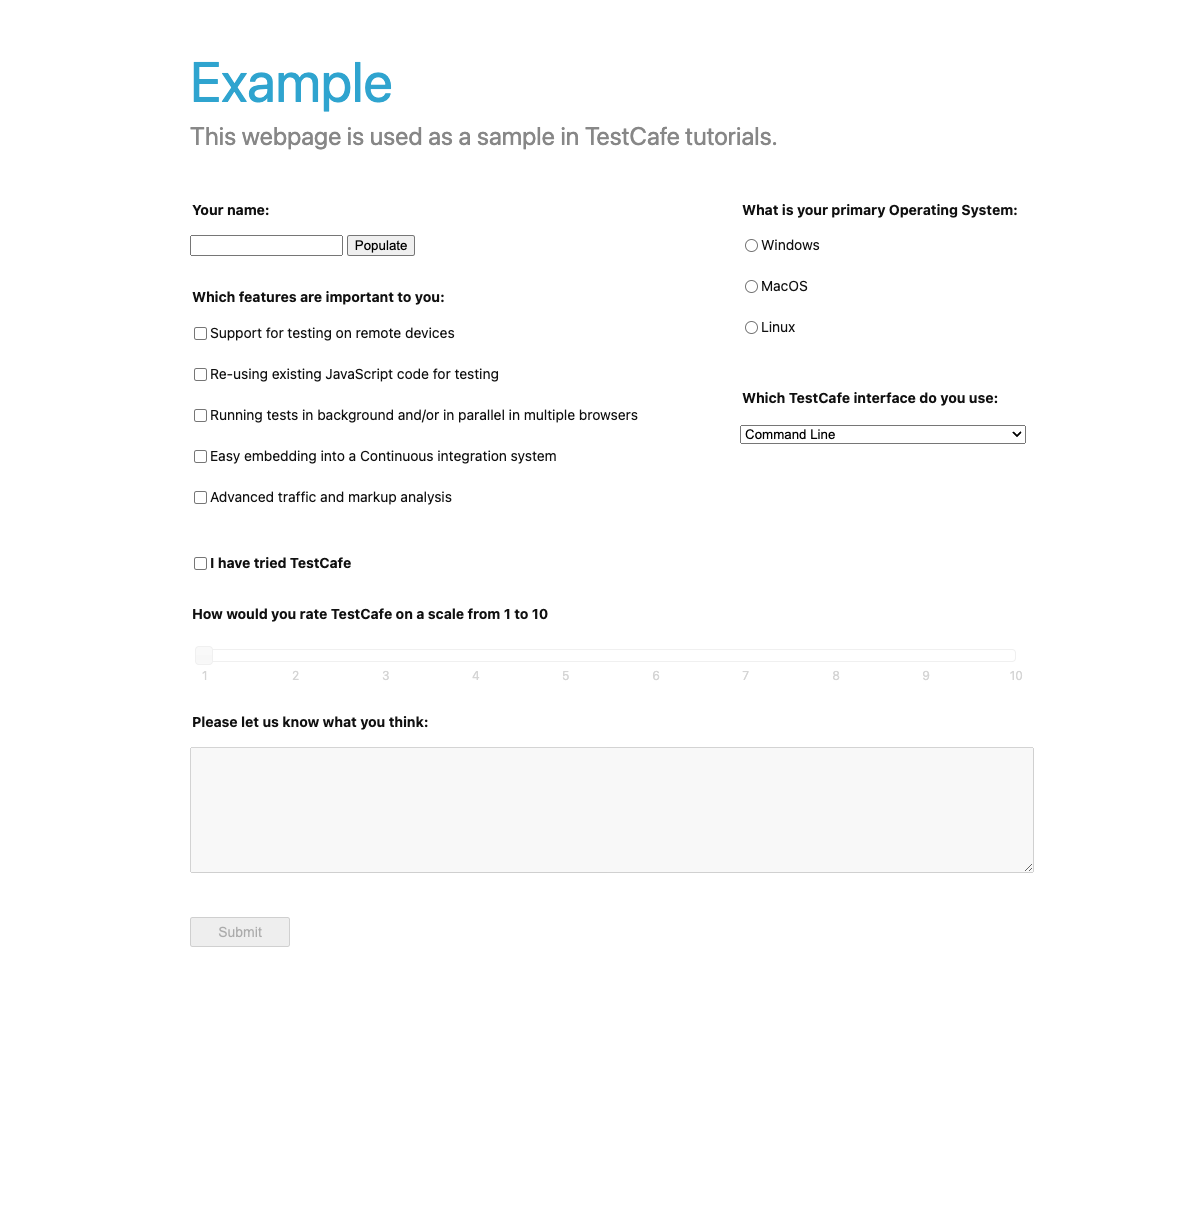 Example
This webpage is used as a sample in TestCafe tutorials.
Your name:
Populate
Which features are important to you:
Support for testing on remote devices
Re-using existing JavaScript code for testing
Running tests in background and/or in parallel in multiple browsers
Easy embedding into a Continuous integration system
Advanced traffic and markup analysis
What is your primary Operating System:
Windows
MacOS
Linux
Which TestCafe interface do you use:
Command Line
I have tried TestCafe
How would you rate TestCafe on a scale from 1 to 10
1 2 3 4 5 6 7 8 9 10
Please let us know what you think:
Submit